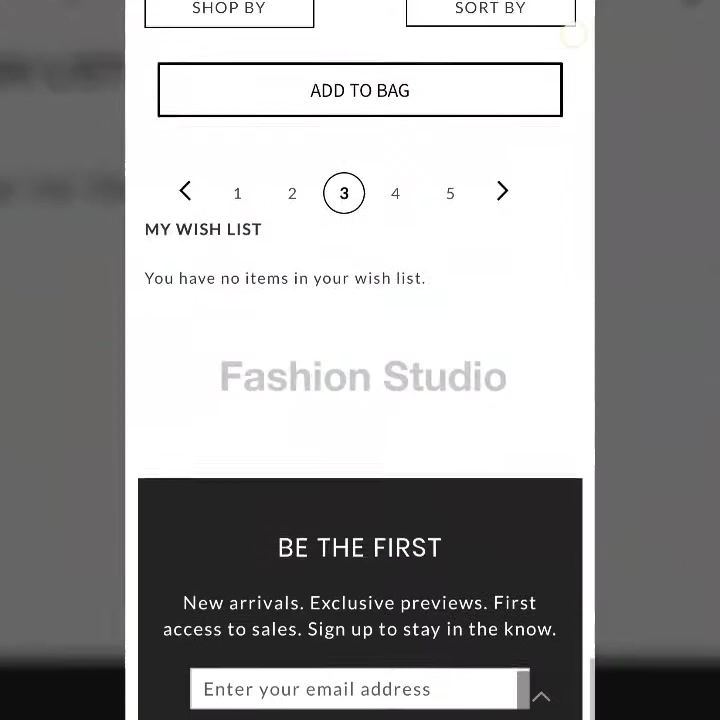 SHOP BY
SORT BY
ADD TO BAG
1 2 3 4 5
MY WISH LIST
You have no items in your wish list.
Fashion Studio
BE THE FIRST
New arrivals. Exclusive previews. First
access to sales. Sign up to stay in the know.
Enter your email address